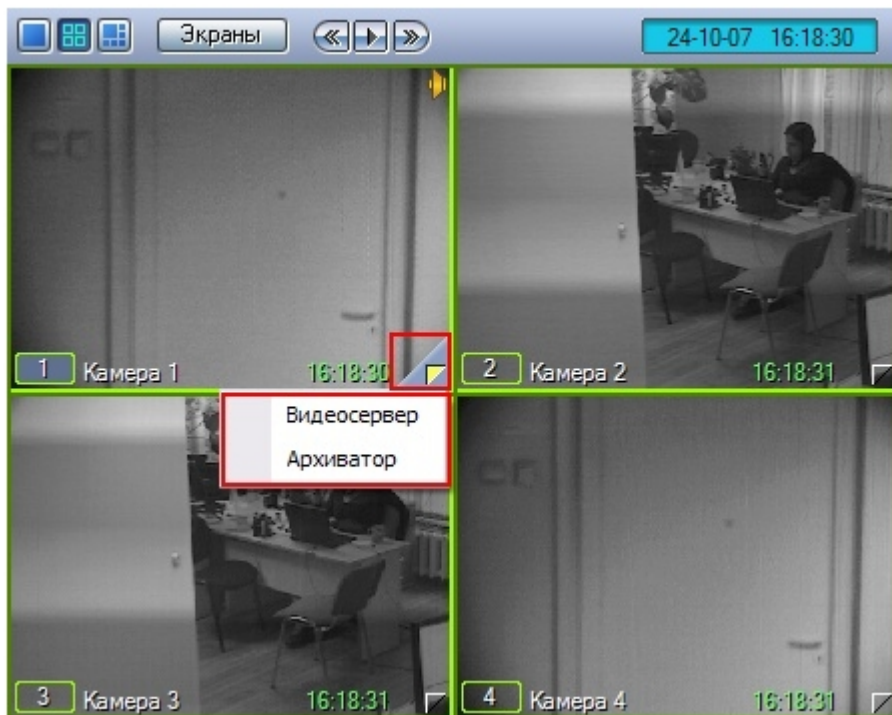 Экраны
24-10-07 16:18:30
1 Камера 1 16:18:30
2 Камера 2 16:18:31
Видеосервер
Архиватор
3 Камера 3 16:18:31
4 Камера 4 16:18:31